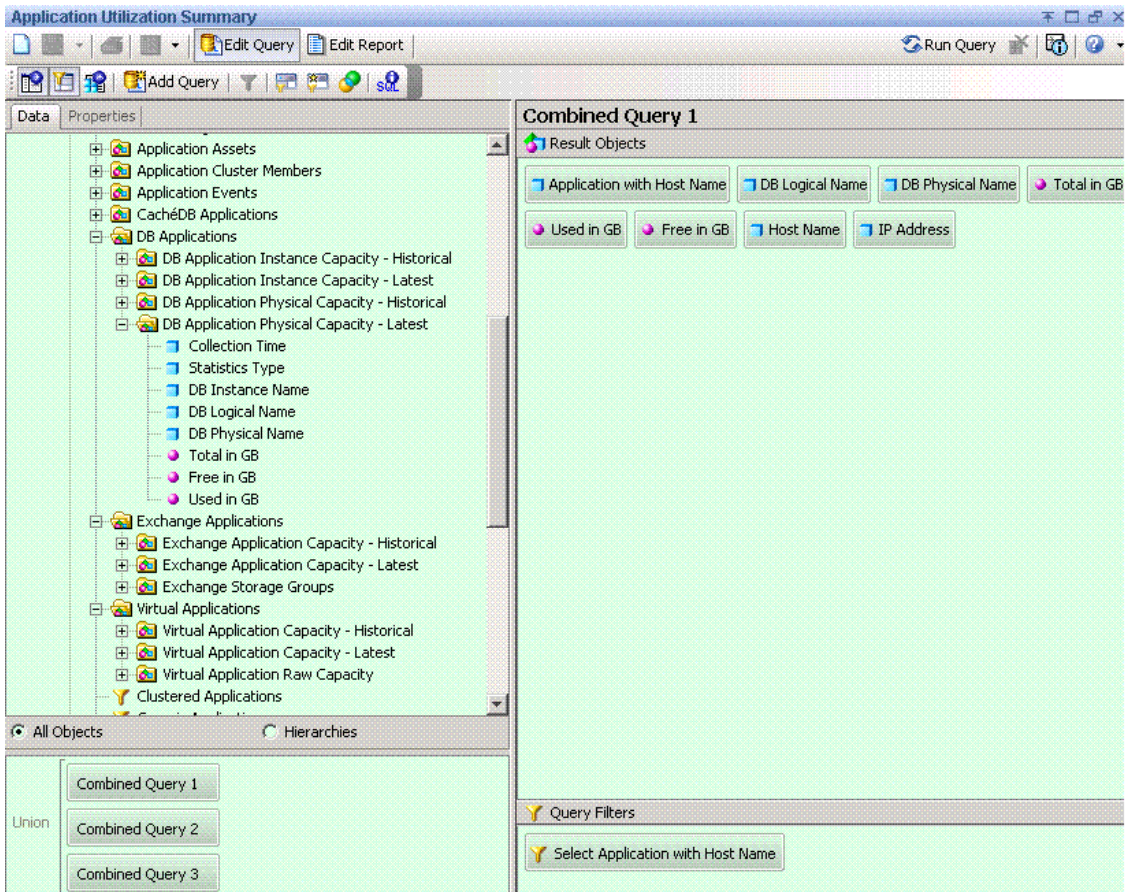 Application Utilization Summary
Edit Query
Edit Report
Run Query
Add Query
SQL
Data
Properties
Application Assets
Application Cluster Members
Application Events
CachéDB Applications
DB Applications
DB Application Instance Capacity - Historical
DB Application Instance Capacity - Latest
DB Application Physical Capacity - Historical
DB Application Physical Capacity - Latest
Collection Time
Statistics Type
DB Instance Name
DB Logical Name
DB Physical Name
Total in GB
Free in GB
Used in GB
Exchange Applications
Exchange Application Capacity - Historical
Exchange Application Capacity - Latest
Exchange Storage Groups
Virtual Applications
Virtual Application Capacity - Historical
Virtual Application Capacity - Latest
Virtual Application Raw Capacity
Clustered Applications
All Objects
Hierarchies
Union
Combined Query 1
Combined Query 2
Combined Query 3
Combined Query 1
Result Objects
Application with Host Name
DB Logical Name
DB Physical Name
Total in GB
Used in GB
Free in GB
Host Name
IP Address
Query Filters
Select Application with Host Name